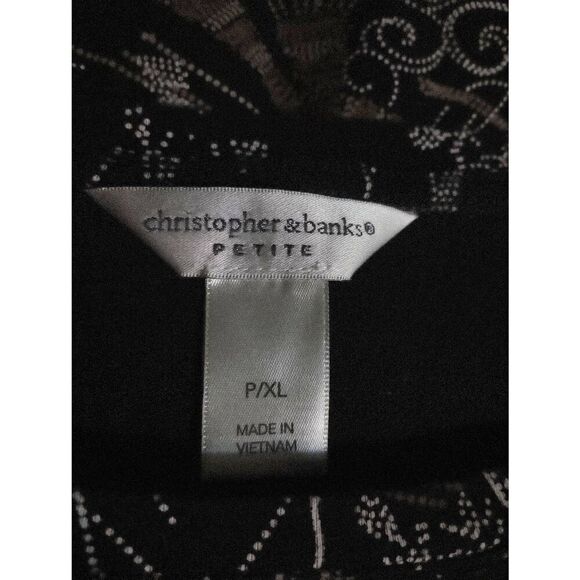 christopher & banks®
PETITE
P/XL
MADE IN
VIETNAM